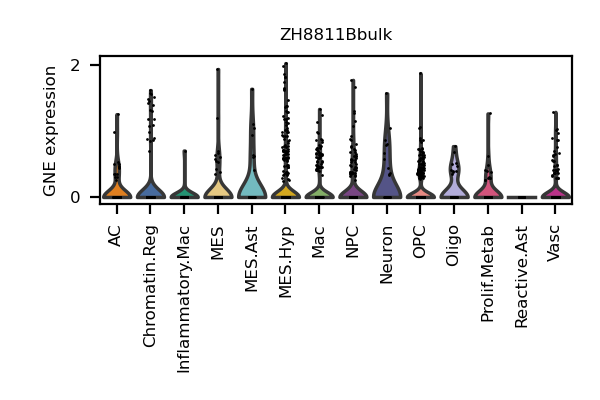 ZH8811Bbulk
GNE expression
2
0
AC
Chromatin.Reg
Inflammatory.Mac
MES
MES.Ast
MES.Hyp
Mac
NPC
Neuron
OPC
Oligo
Prolif.Metab
Reactive.Ast
Vasc